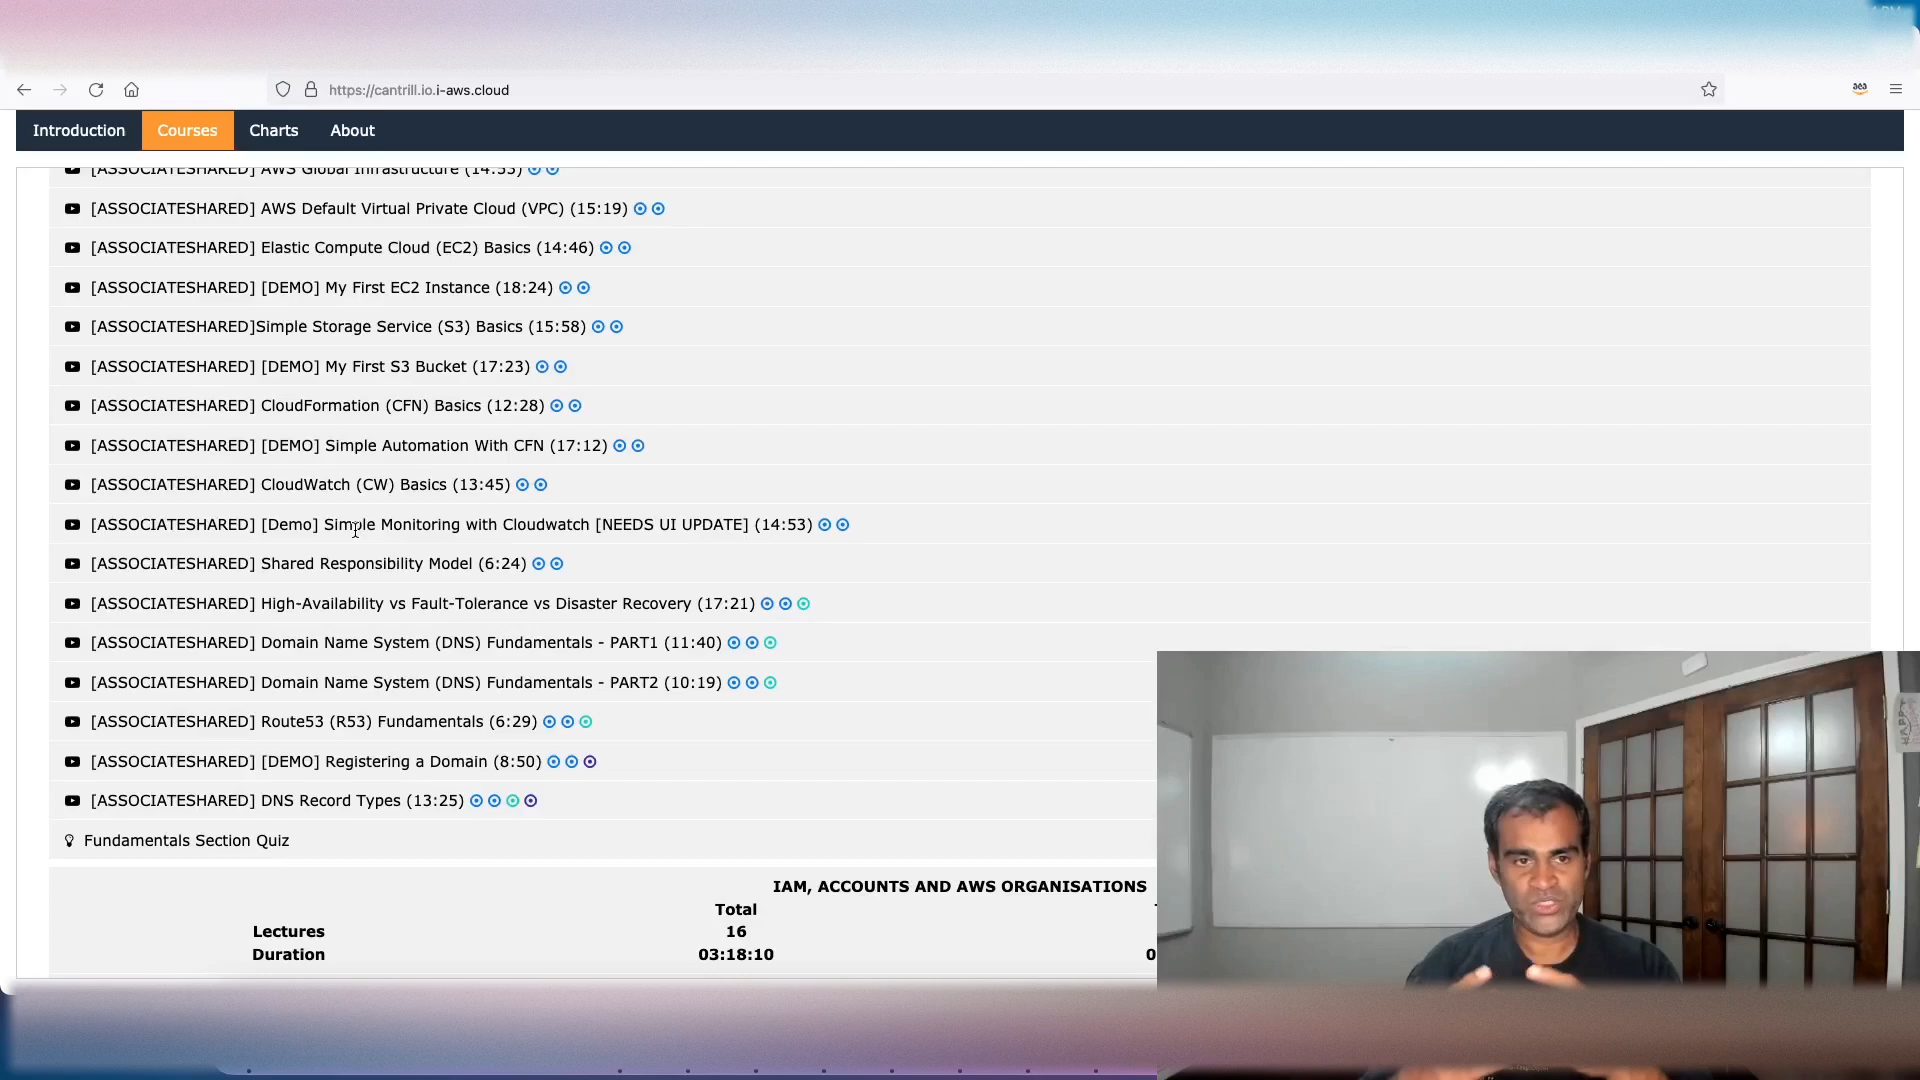 https://cantrill.io.i-aws.cloud
Introduction
Courses
Charts
About
[ASSOCIATESHARED] AWS Global Infrastructure (14:53)
[ASSOCIATESHARED] AWS Default Virtual Private Cloud (VPC) (15:19)
[ASSOCIATESHARED] Elastic Compute Cloud (EC2) Basics (14:46)
[ASSOCIATESHARED] [DEMO] My First EC2 Instance (18:24)
[ASSOCIATESHARED]Simple Storage Service (S3) Basics (15:58)
[ASSOCIATESHARED] [DEMO] My First S3 Bucket (17:23)
[ASSOCIATESHARED] CloudFormation (CFN) Basics (12:28)
[ASSOCIATESHARED] [DEMO] Simple Automation With CFN (17:12)
[ASSOCIATESHARED] CloudWatch (CW) Basics (13:45)
[ASSOCIATESHARED] [Demo] Simple Monitoring with Cloudwatch [NEEDS UI UPDATE] (14:53)
[ASSOCIATESHARED] Shared Responsibility Model (6:24)
[ASSOCIATESHARED] High-Availability vs Fault-Tolerance vs Disaster Recovery (17:21)
[ASSOCIATESHARED] Domain Name System (DNS) Fundamentals - PART1 (11:40)
[ASSOCIATESHARED] Domain Name System (DNS) Fundamentals - PART2 (10:19)
[ASSOCIATESHARED] Route53 (R53) Fundamentals (6:29)
[ASSOCIATESHARED] [DEMO] Registering a Domain (8:50)
[ASSOCIATESHARED] DNS Record Types (13:25)
Fundamentals Section Quiz
IAM, ACCOUNTS AND AWS ORGANISATIONS
Total
Lectures 16
Duration 03:18:10